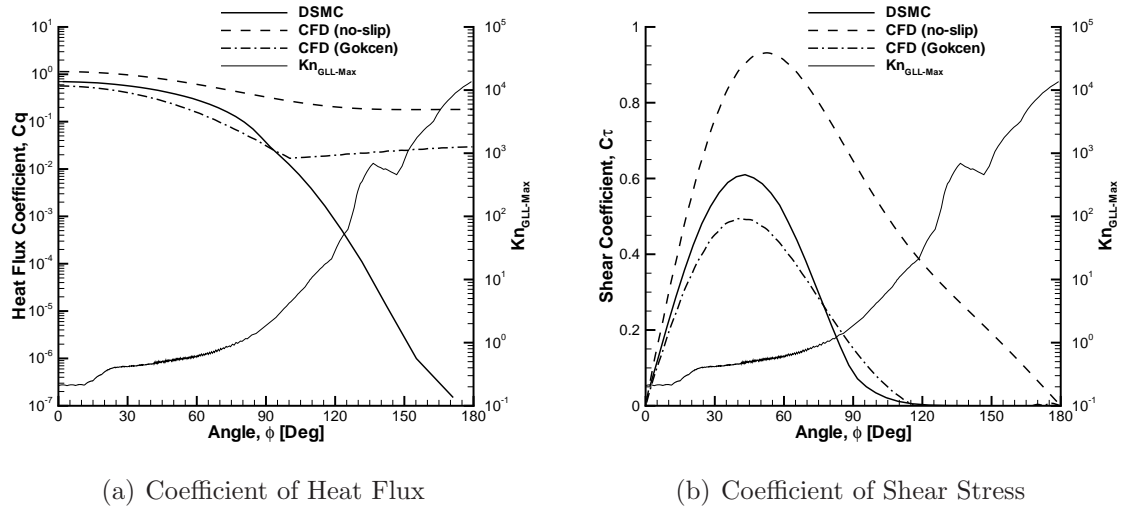 DSMC
CFD (no-slip)
CFD (Gokcen)
Kn_GLL-Max
Heat Flux Coefficient, Cq
10^1
10^0
10^-1
10^-2
10^-3
10^-4
10^-5
10^-6
10^-7
0 30 60 90 120 150 180
Angle, ϕ [Deg]
10^5
10^4
10^3
10^2
10^1
10^0
10^-1
Kn_GLL-Max
(a) Coefficient of Heat Flux
DSMC
CFD (no-slip)
CFD (Gokcen)
Kn_GLL-Max
Shear Coefficient, Cτ
1
0.8
0.6
0.4
0.2
0
0 30 60 90 120 150 180
Angle, ϕ [Deg]
10^5
10^4
10^3
10^2
10^1
10^0
10^-1
Kn_GLL-Max
(b) Coefficient of Shear Stress